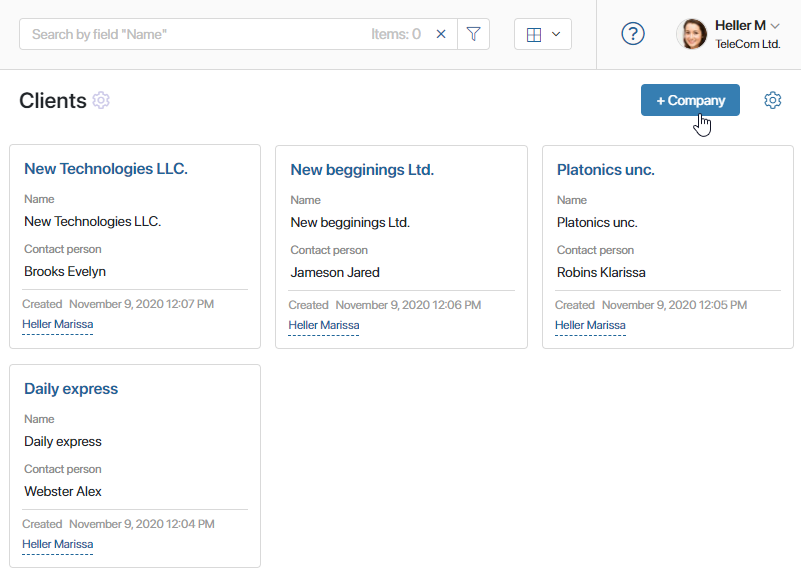 Search by field "Name" Items: 0
?
Heller M
TeleCom Ltd.
Clients
+ Company
New Technologies LLC.
Name
New Technologies LLC.
Contact person
Brooks Evelyn
Created November 9, 2020 12:07 PM
Heller Marissa
New begginings Ltd.
Name
New begginings Ltd.
Contact person
Jameson Jared
Created November 9, 2020 12:06 PM
Heller Marissa
Platonics unc.
Name
Platonics unc.
Contact person
Robins Klarissa
Created November 9, 2020 12:05 PM
Heller Marissa
Daily express
Name
Daily express
Contact person
Webster Alex
Created November 9, 2020 12:04 PM
Heller Marissa